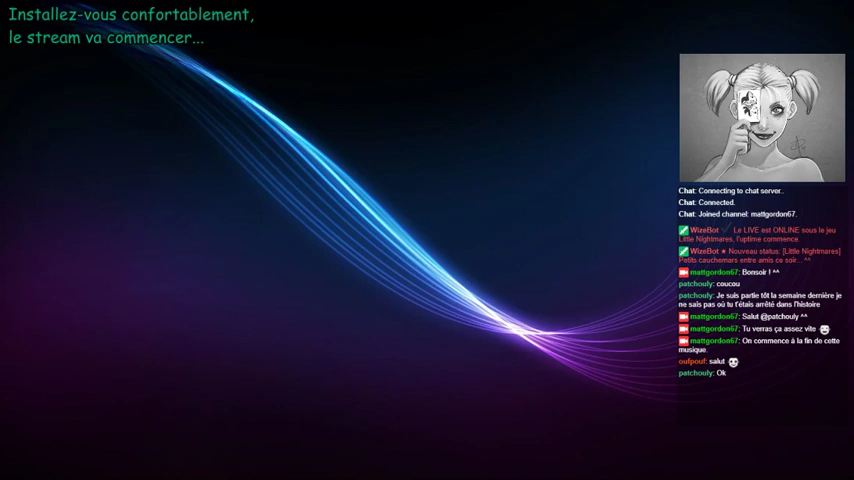 Installez-vous confortablement,
le stream va commencer...
Chat: Connecting to chat server..
Chat: Connected.
Chat: Joined channel: mattgordon67.
WizeBot Le LIVE est ONLINE sous le jeu
Little Nightmares, l'uptime commence.
WizeBot ★ Nouveau status: [Little Nightmares]
Petits cauchemars entre amis ce soir... ^^
mattgordon67: Bonsoir ! ^^
patchouly: coucou
patchouly: Je suis partie tôt la semaine dernière je
ne sais pas où tu t'étais arrêté dans l'histoire
mattgordon67: Salut @patchouly ^^
mattgordon67: Tu verras ça assez vite
mattgordon67: On commence à la fin de cette
musique.
oufpouf: salut
patchouly: Ok